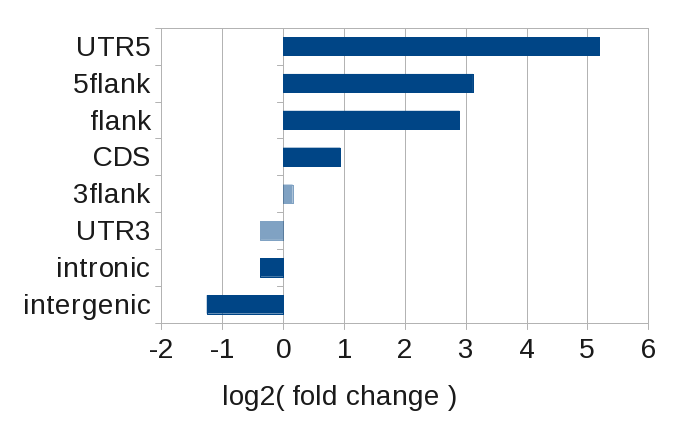 UTR5
5flank
flank
CDS
3flank
UTR3
intronic
intergenic
-2 -1 0 1 2 3 4 5 6
log2( fold change )